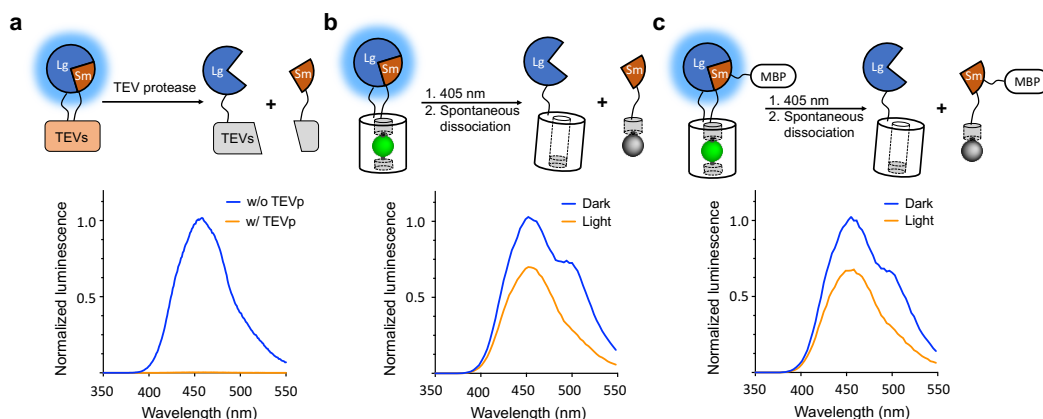 a
Lg
Sm
TEVs
TEV protease
+
TEVs
Lg
Sm
w/o TEVp
w/ TEVp
Normalized luminescence
1.0
0.5
350 400 450 500 550
Wavelength (nm)
b
Lg
Sm
1. 405 nm
2. Spontaneous
dissociation
Lg
+
Sm
Dark
Light
Normalized luminescence
1.0
0.5
350 400 450 500 550
Wavelength (nm)
c
Lg
Sm
MBP
1. 405 nm
2. Spontaneous
dissociation
Lg
+
Sm
MBP
Dark
Light
Normalized luminescence
1.0
0.5
350 400 450 500 550
Wavelength (nm)